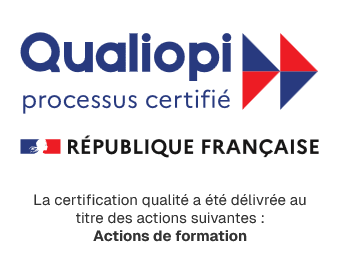 Qualiopi
processus certifié
RÉPUBLIQUE FRANÇAISE
La certification qualité a été délivrée au
titre des actions suivantes :
Actions de formation